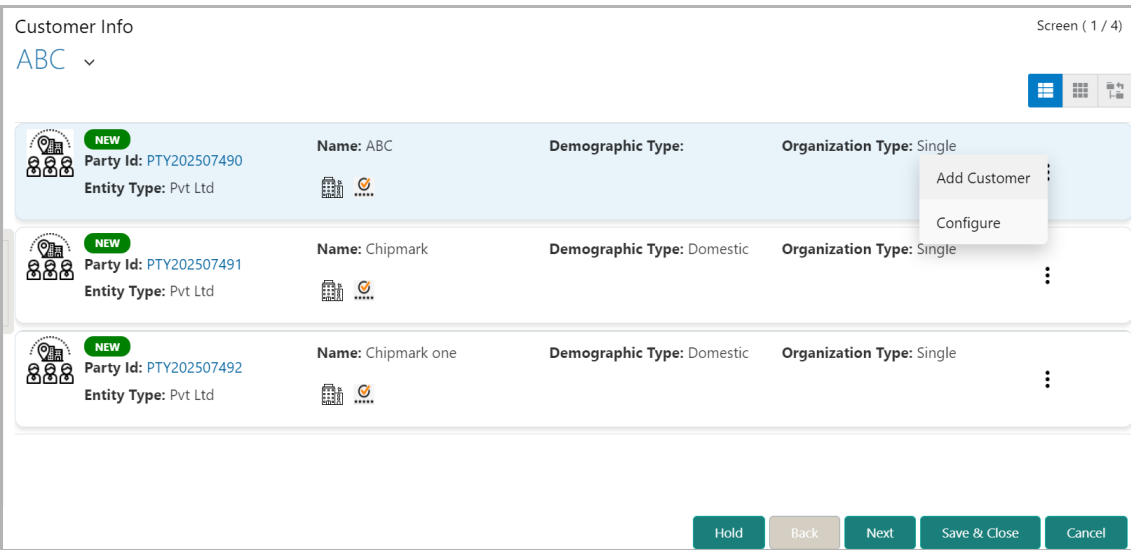 Customer Info
Screen ( 1 / 4)
ABC
NEW
Party Id: PTY202507490
Entity Type: Pvt Ltd
Name: ABC
Demographic Type:
Organization Type: Single
Add Customer
Configure
NEW
Party Id: PTY202507491
Entity Type: Pvt Ltd
Name: Chipmark
Demographic Type: Domestic
Organization Type: Single
NEW
Party Id: PTY202507492
Entity Type: Pvt Ltd
Name: Chipmark one
Demographic Type: Domestic
Organization Type: Single
Hold
Back
Next
Save & Close
Cancel